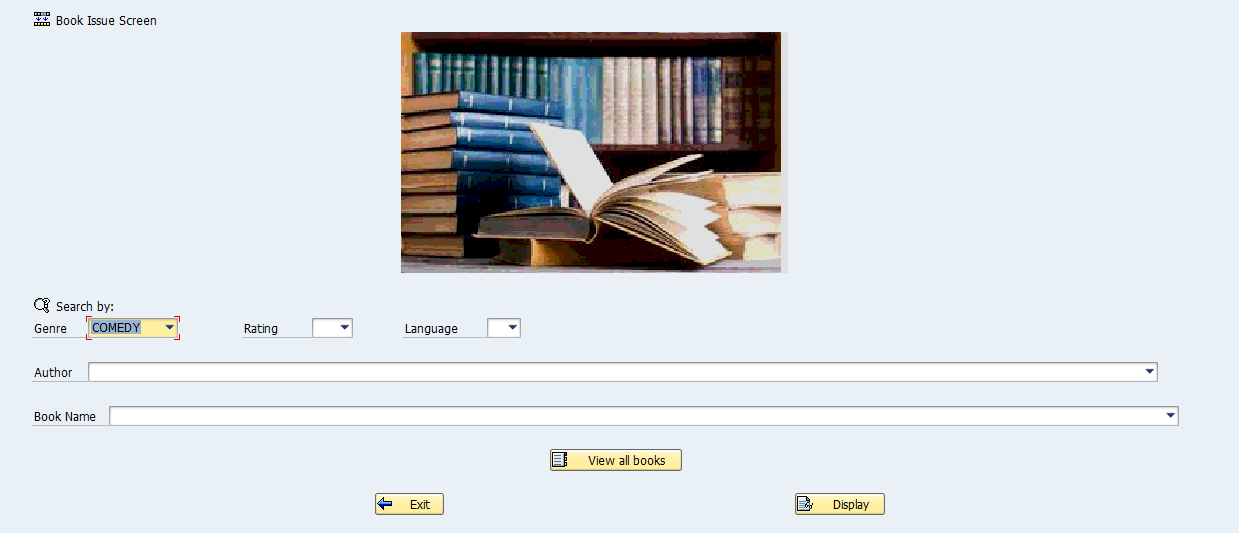 Book Issue Screen
Search by:
Genre COMEDY Rating Language
Author
Book Name
View all books
Exit Display